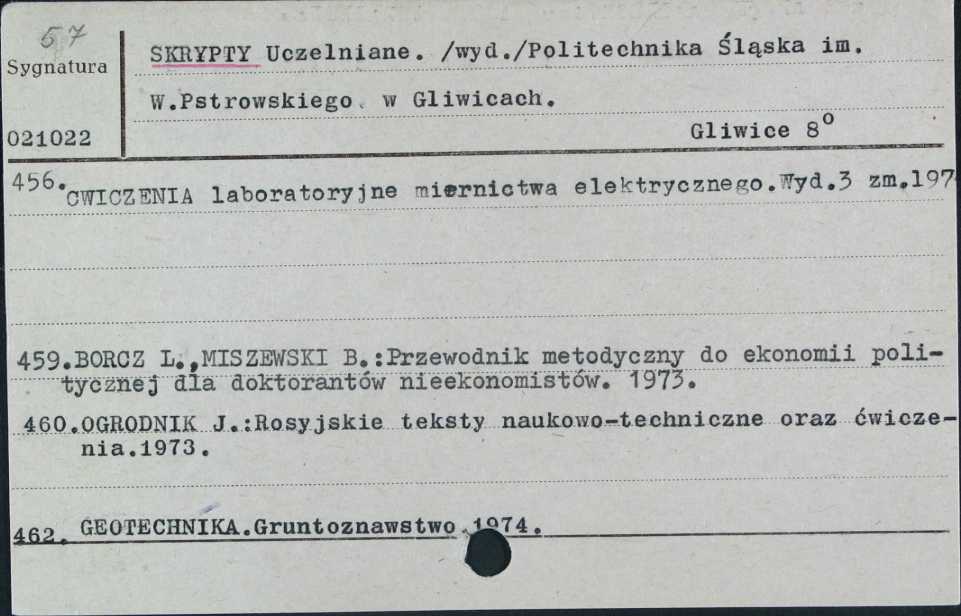 57
Sygnatura
021022
SKRYPTY Uczelniane. /wyd./Politechnika Śląska im.
W.Pstrowskiego w Gliwicach.
Gliwice 8°
456. CWICZENIA laboratoryjne miernictwa elektrycznego.Wyd.3 zm.197
459.BORCZ L.,MISZEWSKI B.:Przewodnik metodyczny do ekonomii poli-
tycznej dla doktorantów nieekonomistów. 1973.
460.OGRODNIK J.:Rosyjskie teksty naukowo-techniczne oraz ćwicze-
nia.1973.
462. GEOTECHNIKA.Gruntoznawstwo.1974.